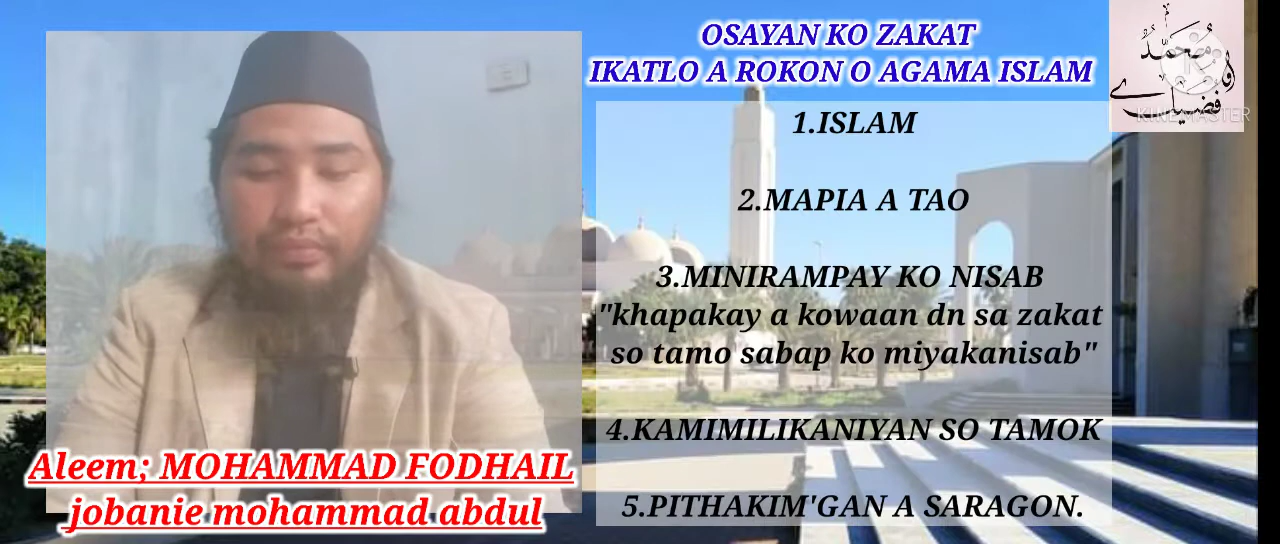 OSAYAN KO ZAKAT
IKATLO A ROKON O AGAMA ISLAM
1.ISLAM
2.MAPIA A TAO
3.MINIRAMPAY KO NISAB
"khapakay a kowaan dn sa zakat
so tamo sabap ko miyakanisab"
4.KAMIMILIKANIYAN SO TAMOK
5.PITHAKIM'GAN A SARAGON.
Aleem; MOHAMMAD FODHAIL
jobanie mohammad abdul
مُحَمَّدُ
فضيل
KINEMASTER